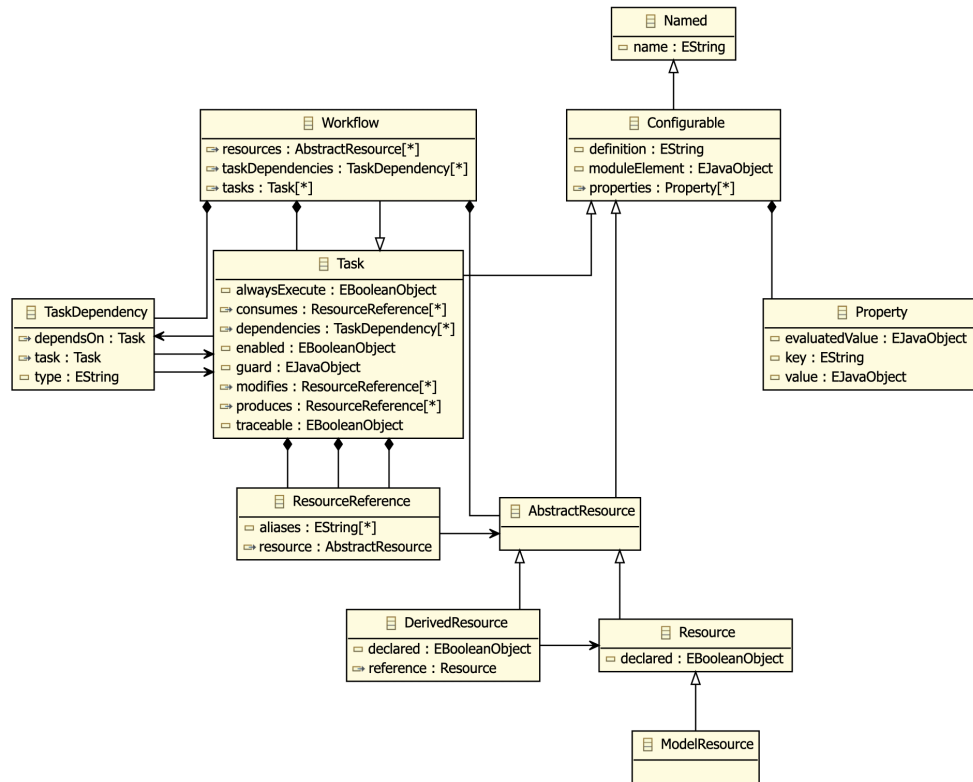 Named
name : EString
Workflow
resources : AbstractResource[*]
taskDependencies : TaskDependency[*]
tasks : Task[*]
Configurable
definition : EString
moduleElement : EJavaObject
properties : Property[*]
Task
alwaysExecute : EBooleanObject
consumes : ResourceReference[*]
dependencies : TaskDependency[*]
enabled : EBooleanObject
guard : EJavaObject
modifies : ResourceReference[*]
produces : ResourceReference[*]
traceable : EBooleanObject
TaskDependency
dependsOn : Task
task : Task
type : EString
Property
evaluatedValue : EJavaObject
key : EString
value : EJavaObject
ResourceReference
aliases : EString[*]
resource : AbstractResource
AbstractResource
DerivedResource
declared : EBooleanObject
reference : Resource
Resource
declared : EBooleanObject
ModelResource